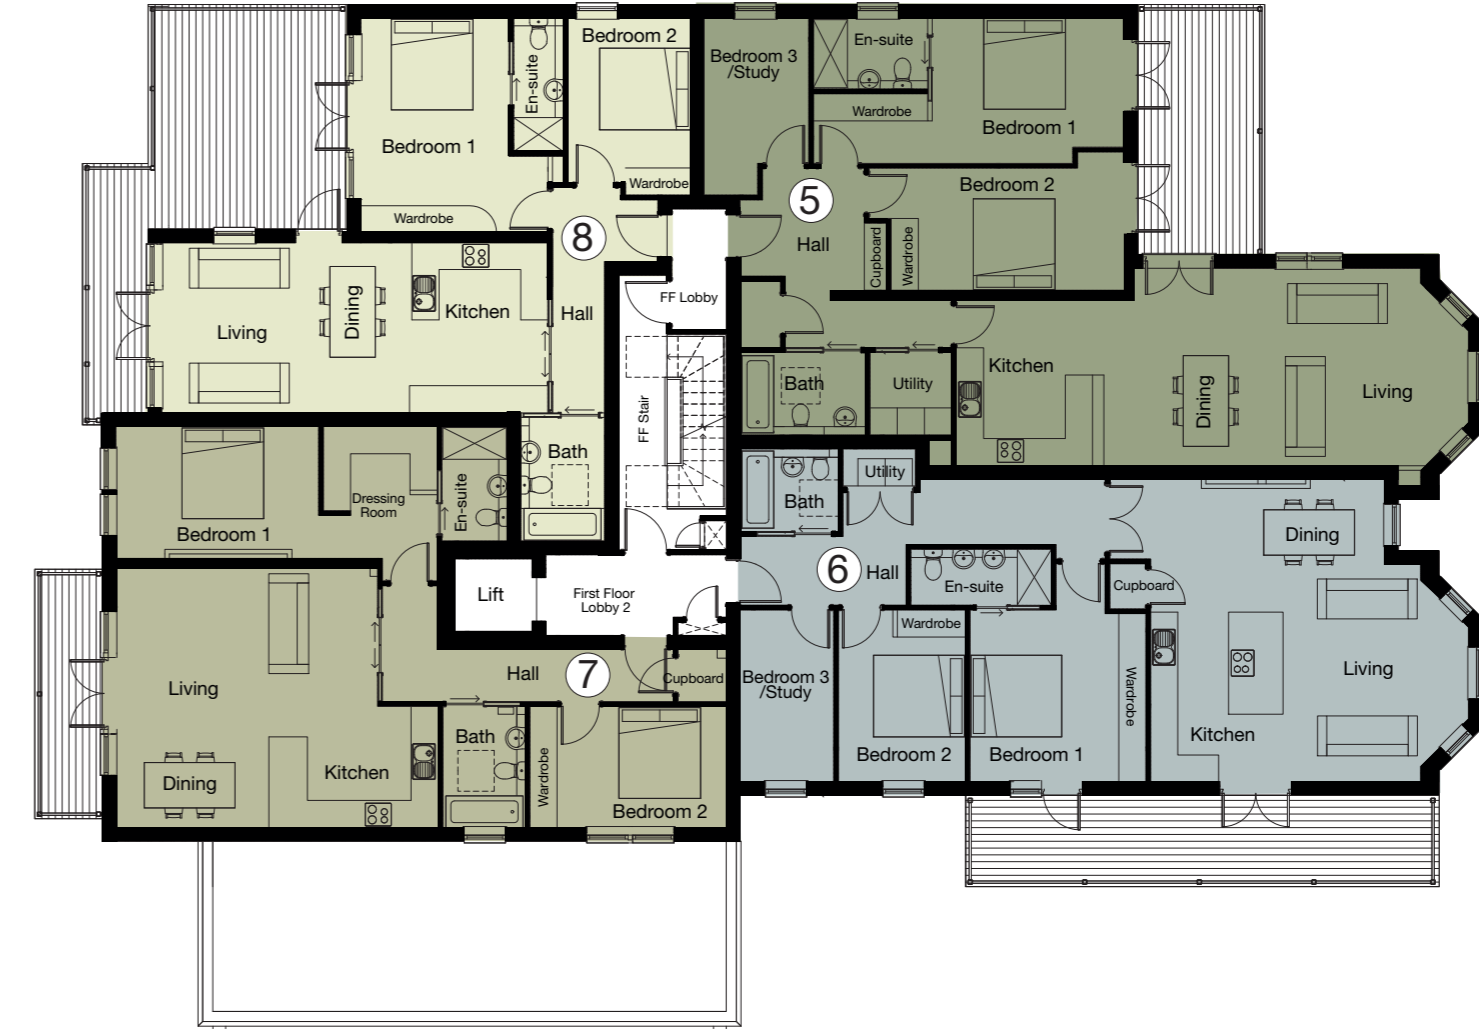 Bedroom 1
En-suite
Bedroom 2
Wardrobe
Wardrobe
8
Living
Dining
Kitchen
Hall
Bath
Bedroom 3
/Study
En-suite
Wardrobe
Bedroom 1
Bedroom 2
5
Hall
Cupboard
Wardrobe
Bath
Utility
Kitchen
Dining
Living
FF Lobby
FF Stair
Lift
First Floor
Lobby 2
Bedroom 1
Dressing
Room
En-suite
Living
Dining
Kitchen
Hall
7
Cupboard
Bath
Wardrobe
Bedroom 2
Bath
Utility
6
Hall
En-suite
Cupboard
Dining
Bedroom 3
/Study
Wardrobe
Bedroom 2
Bedroom 1
Wardrobe
Kitchen
Living